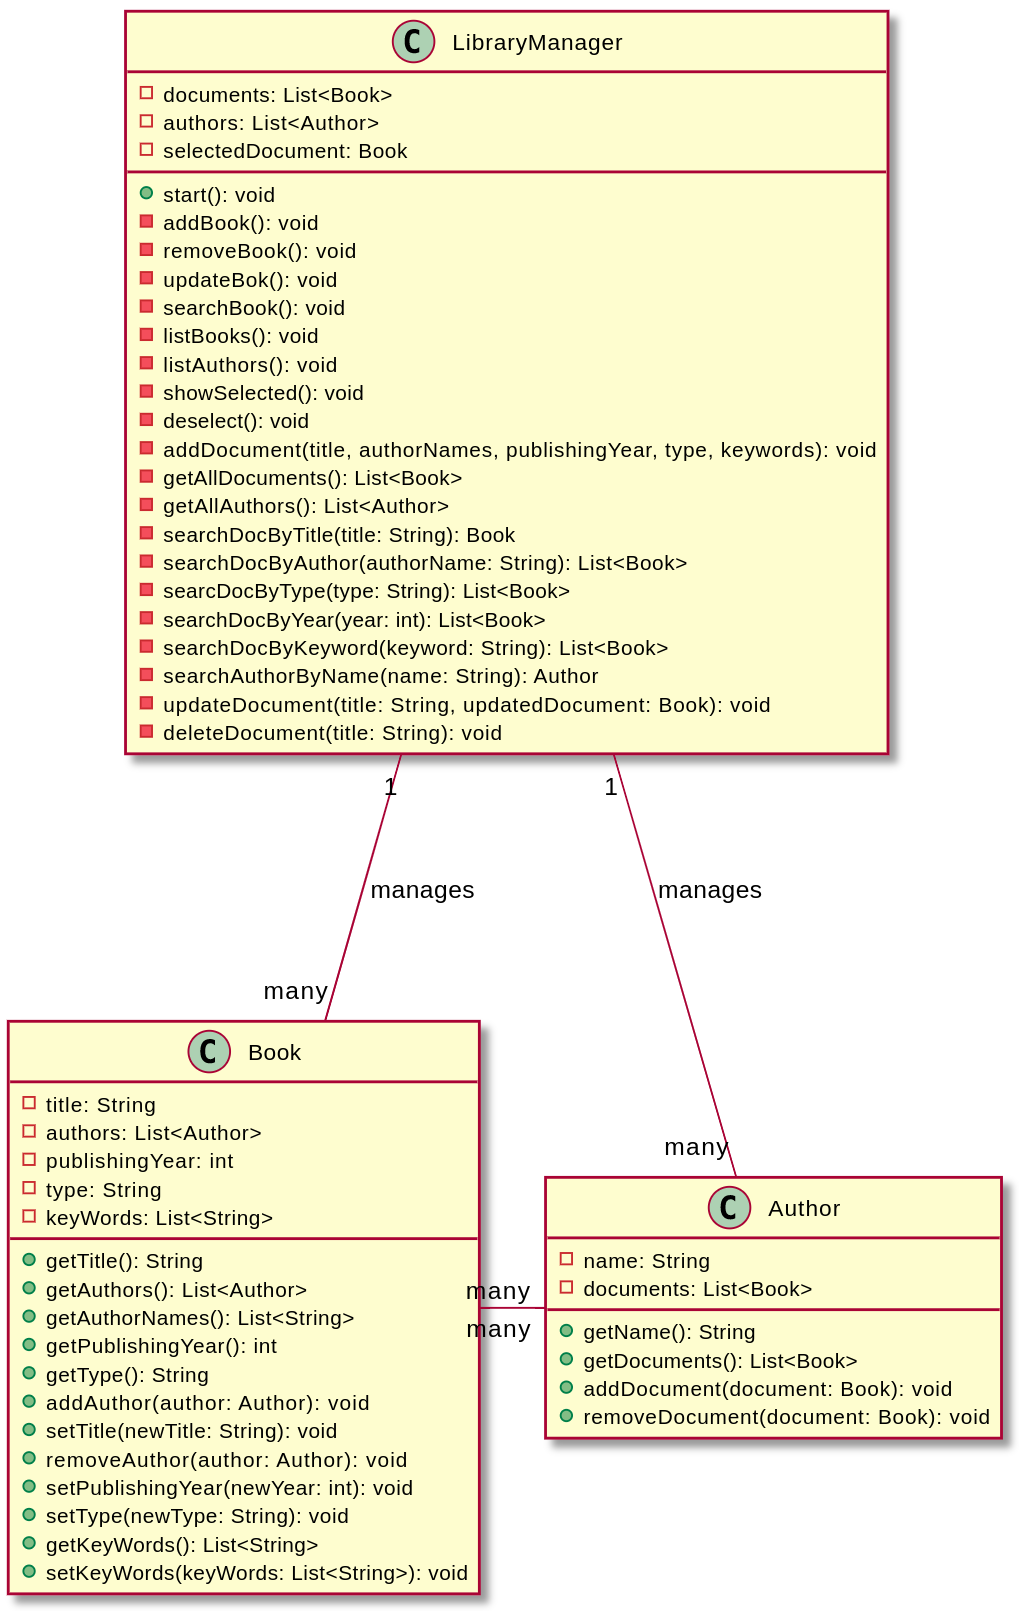 C LibraryManager
documents: List<Book>
authors: List<Author>
selectedDocument: Book
start(): void
addBook(): void
removeBook(): void
updateBok(): void
searchBook(): void
listBooks(): void
listAuthors(): void
showSelected(): void
deselect(): void
addDocument(title, authorNames, publishingYear, type, keywords): void
getAllDocuments(): List<Book>
getAllAuthors(): List<Author>
searchDocByTitle(title: String): Book
searchDocByAuthor(authorName: String): List<Book>
searcDocByType(type: String): List<Book>
searchDocByYear(year: int): List<Book>
searchDocByKeyword(keyword: String): List<Book>
searchAuthorByName(name: String): Author
updateDocument(title: String, updatedDocument: Book): void
deleteDocument(title: String): void
1
1
manages
manages
many
many
C Book
title: String
authors: List<Author>
publishingYear: int
type: String
keyWords: List<String>
getTitle(): String
getAuthors(): List<Author>
getAuthorNames(): List<String>
getPublishingYear(): int
getType(): String
addAuthor(author: Author): void
setTitle(newTitle: String): void
removeAuthor(author: Author): void
setPublishingYear(newYear: int): void
setType(newType: String): void
getKeyWords(): List<String>
setKeyWords(keyWords: List<String>): void
many
many
C Author
name: String
documents: List<Book>
getName(): String
getDocuments(): List<Book>
addDocument(document: Book): void
removeDocument(document: Book): void